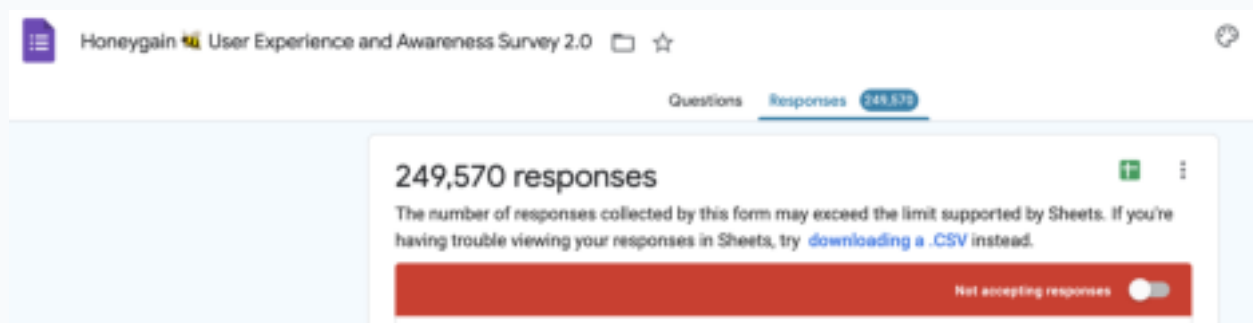 Honeygain 🐝 User Experience and Awareness Survey 2.0
Questions Responses 249,570
249,570 responses
The number of responses collected by this form may exceed the limit supported by Sheets. If you're
having trouble viewing your responses in Sheets, try downloading a .CSV instead.
Not accepting responses